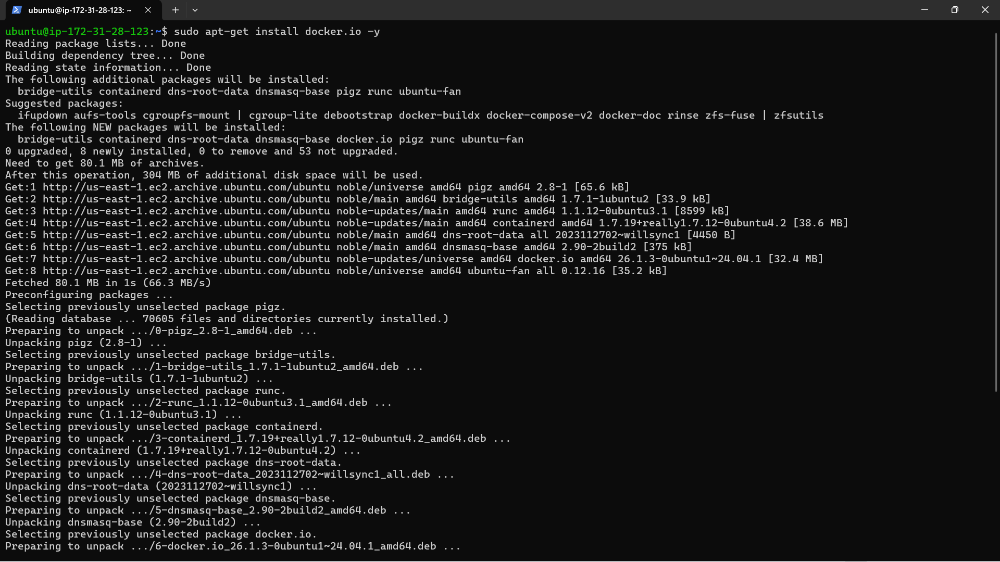 ubuntu@ip-172-31-28-123: ~
ubuntu@ip-172-31-28-123:~$ sudo apt-get install docker.io -y
Reading package lists... Done
Building dependency tree... Done
Reading state information... Done
The following additional packages will be installed:
  bridge-utils containerd dns-root-data dnsmasq-base pigz runc ubuntu-fan
Suggested packages:
  ifupdown aufs-tools cgroupfs-mount | cgroup-lite debootstrap docker-buildx docker-compose-v2 docker-doc rinse zfs-fuse | zfsutils
The following NEW packages will be installed:
  bridge-utils containerd dns-root-data dnsmasq-base docker.io pigz runc ubuntu-fan
0 upgraded, 8 newly installed, 0 to remove and 53 not upgraded.
Need to get 80.1 MB of archives.
After this operation, 304 MB of additional disk space will be used.
Get:1 http://us-east-1.ec2.archive.ubuntu.com/ubuntu noble/universe amd64 pigz amd64 2.8-1 [65.6 kB]
Get:2 http://us-east-1.ec2.archive.ubuntu.com/ubuntu noble/main amd64 bridge-utils amd64 1.7.1-1ubuntu2 [33.9 kB]
Get:3 http://us-east-1.ec2.archive.ubuntu.com/ubuntu noble-updates/main amd64 runc amd64 1.1.12-0ubuntu3.1 [8599 kB]
Get:4 http://us-east-1.ec2.archive.ubuntu.com/ubuntu noble-updates/main amd64 containerd amd64 1.7.19+really1.7.12-0ubuntu4.2 [38.6 MB]
Get:5 http://us-east-1.ec2.archive.ubuntu.com/ubuntu noble/main amd64 dns-root-data all 2023112702~willsync1 [4450 B]
Get:6 http://us-east-1.ec2.archive.ubuntu.com/ubuntu noble/main amd64 dnsmasq-base amd64 2.90-2build2 [375 kB]
Get:7 http://us-east-1.ec2.archive.ubuntu.com/ubuntu noble-updates/universe amd64 docker.io amd64 26.1.3-0ubuntu1~24.04.1 [32.4 MB]
Get:8 http://us-east-1.ec2.archive.ubuntu.com/ubuntu noble/universe amd64 ubuntu-fan all 0.12.16 [35.2 kB]
Fetched 80.1 MB in 1s (66.3 MB/s)
Preconfiguring packages ...
Selecting previously unselected package pigz.
(Reading database ... 70605 files and directories currently installed.)
Preparing to unpack .../0-pigz_2.8-1_amd64.deb ...
Unpacking pigz (2.8-1) ...
Selecting previously unselected package bridge-utils.
Preparing to unpack .../1-bridge-utils_1.7.1-1ubuntu2_amd64.deb ...
Unpacking bridge-utils (1.7.1-1ubuntu2) ...
Selecting previously unselected package runc.
Preparing to unpack .../2-runc_1.1.12-0ubuntu3.1_amd64.deb ...
Unpacking runc (1.1.12-0ubuntu3.1) ...
Selecting previously unselected package containerd.
Preparing to unpack .../3-containerd_1.7.19+really1.7.12-0ubuntu4.2_amd64.deb ...
Unpacking containerd (1.7.19+really1.7.12-0ubuntu4.2) ...
Selecting previously unselected package dns-root-data.
Preparing to unpack .../4-dns-root-data_2023112702~willsync1_all.deb ...
Unpacking dns-root-data (2023112702~willsync1) ...
Selecting previously unselected package dnsmasq-base.
Preparing to unpack .../5-dnsmasq-base_2.90-2build2_amd64.deb ...
Unpacking dnsmasq-base (2.90-2build2) ...
Selecting previously unselected package docker.io.
Preparing to unpack .../6-docker.io_26.1.3-0ubuntu1~24.04.1_amd64.deb ...